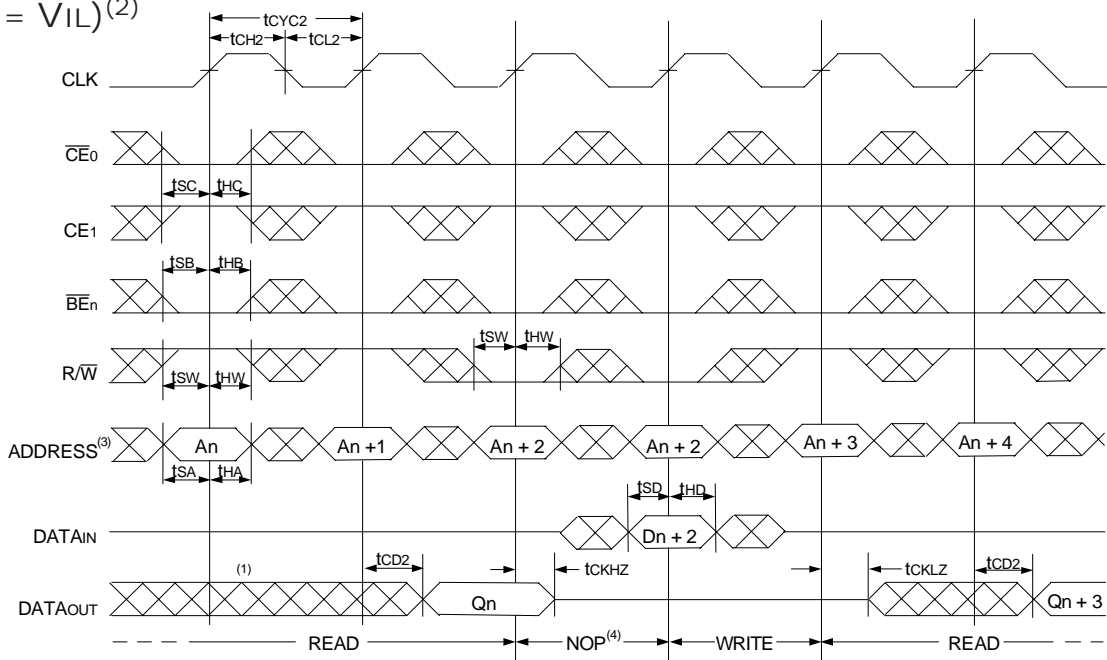 = VIL)(2)
tCYC2
tCH2 tCL2
CLK
CE0
tSC tHC
CE1
tSB tHB
BEn
tSW tHW
R/W
tSW tHW
ADDRESS(3) An An +1 An + 2 An + 2 An + 3 An + 4
tSA tHA
tSD tHD
DATAIN Dn + 2
(1) tCD2 tCKHZ tCKLZ tCD2
DATAOUT Qn Qn + 3
READ NOP(4) WRITE READ